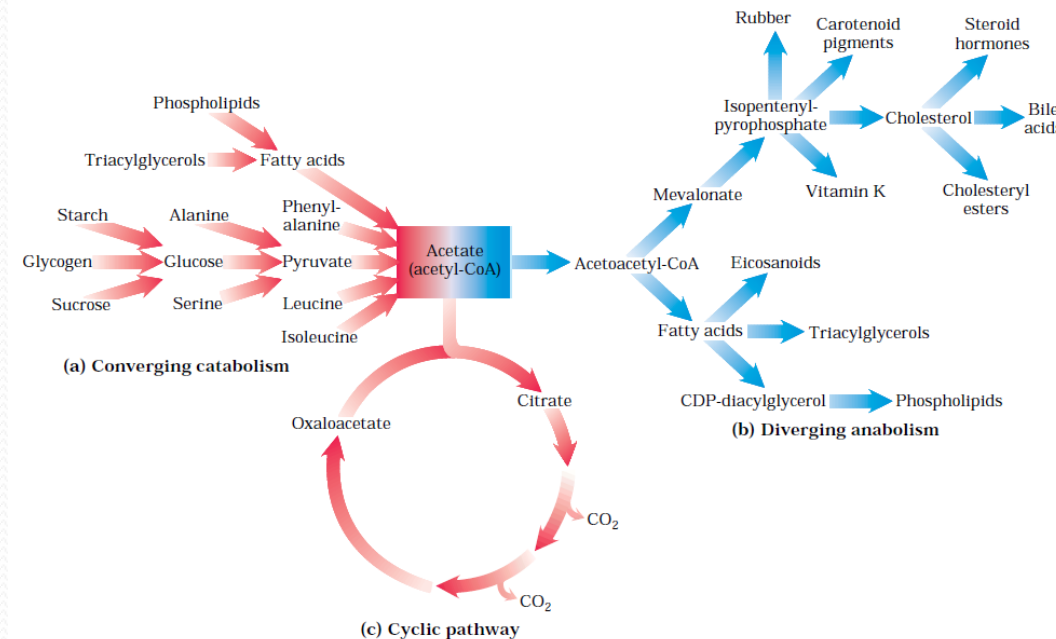 Rubber
Carotenoid
pigments
Steroid
hormones
Phospholipids
Isopentenyl-
pyrophosphate
Cholesterol
Bile
acids
Triacylglycerols
Fatty acids
Mevalonate
Vitamin K
Cholesteryl
esters
Starch
Alanine
Phenyl-
alanine
Glycogen
Glucose
Pyruvate
Acetate
(acetyl-CoA)
Acetoacetyl-CoA
Eicosanoids
Sucrose
Serine
Leucine
Isoleucine
Fatty acids
Triacylglycerols
(a) Converging catabolism
CDP-diacylglycerol
Phospholipids
(b) Diverging anabolism
Oxaloacetate
Citrate
CO2
CO2
(c) Cyclic pathway